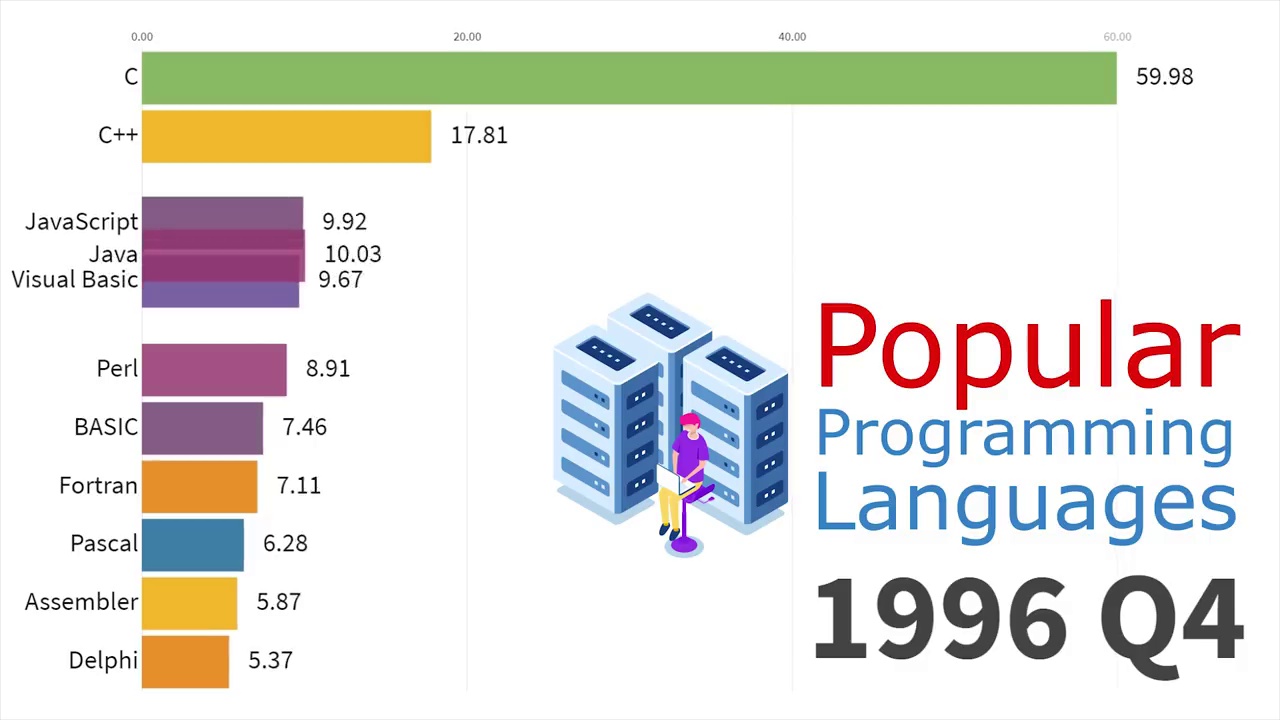 0.00 20.00 40.00 60.00
C 59.98
C++ 17.81
JavaScript 9.92
Java 10.03
Visual Basic 9.67
Perl 8.91
BASIC 7.46
Fortran 7.11
Pascal 6.28
Assembler 5.87
Delphi 5.37
Popular
Programming
Languages
1996 Q4